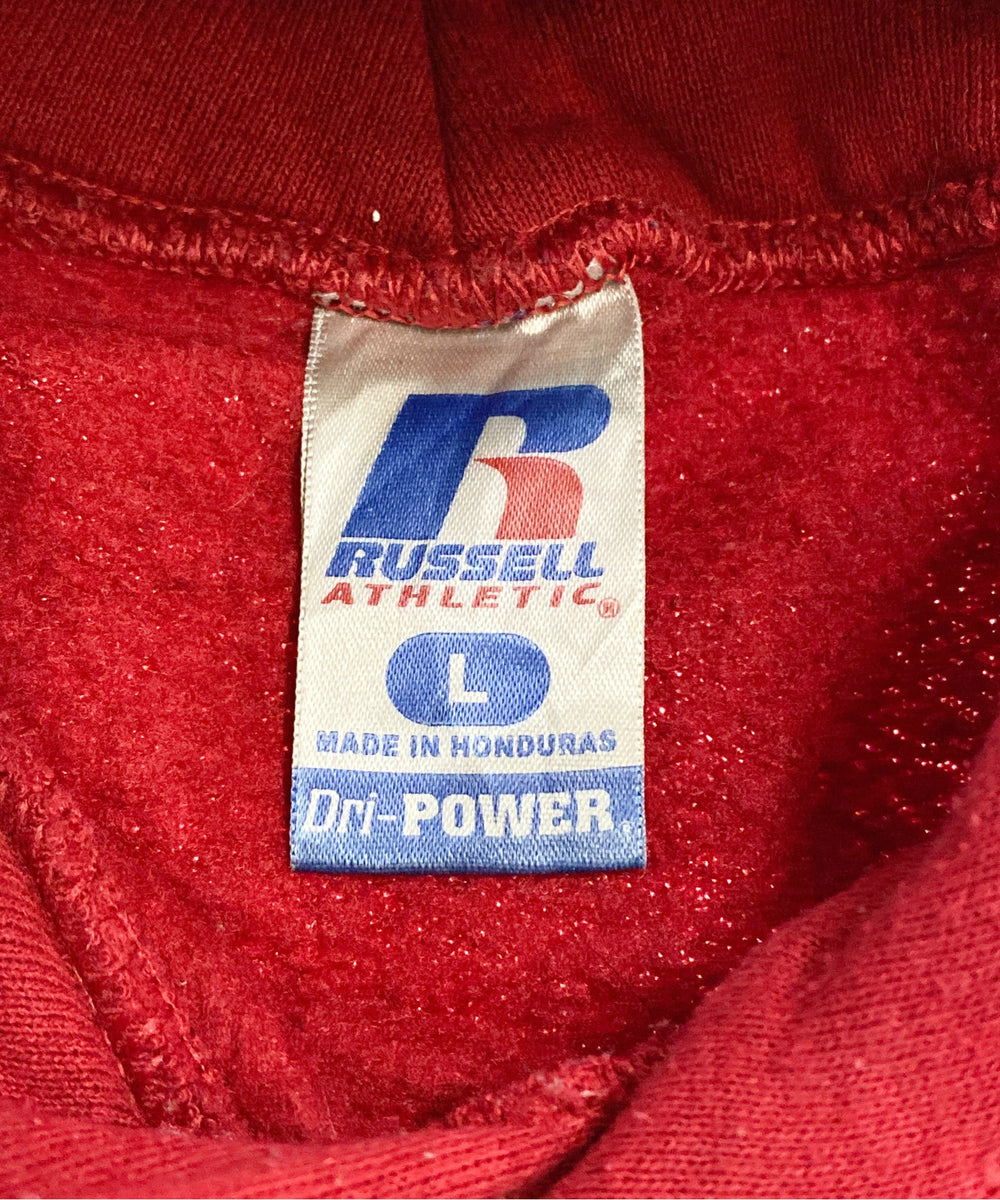 R
RUSSELL
ATHLETIC®
L
MADE IN HONDURAS
Dri-POWER®